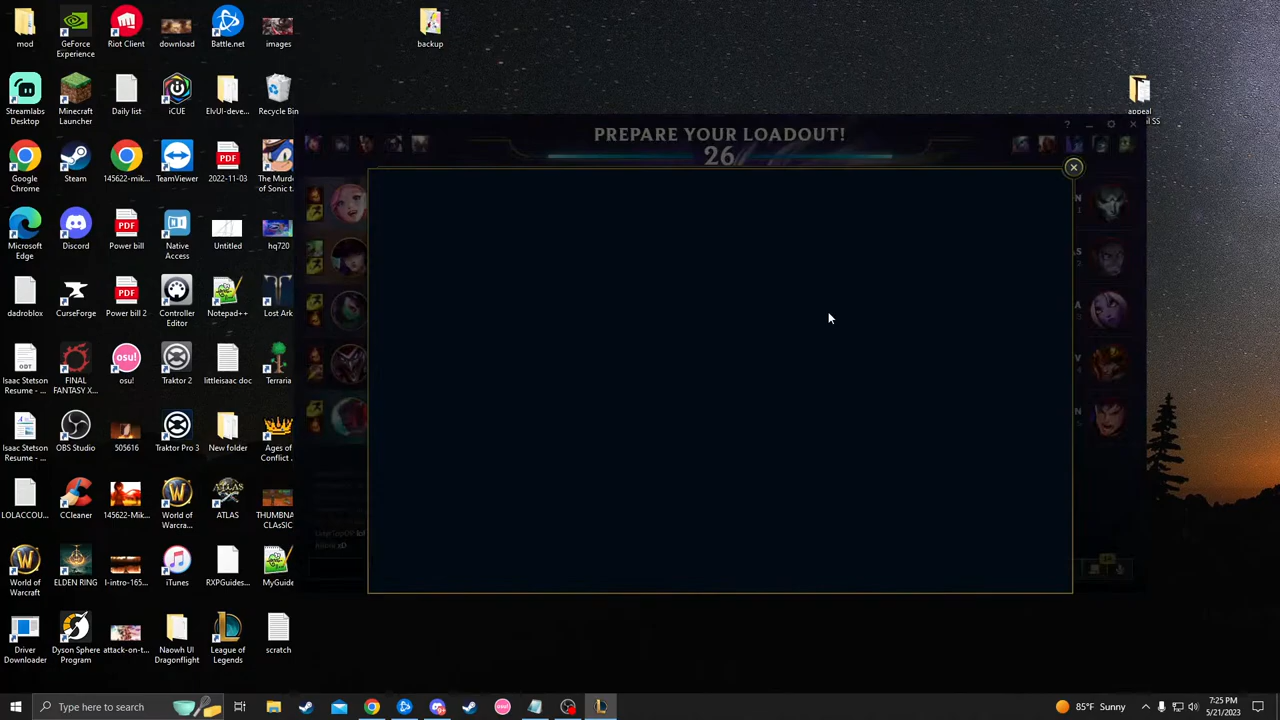 mod
GeForce
Experience
Riot Client
download
Battle.net
images
backup
Streamlabs
Desktop
Minecraft
Launcher
Daily list
iCUE
ElvUI-deve...
Recycle Bin
appeal
al SS
PREPARE YOUR LOADOUT!
26
Google
Chrome
Steam
145622-mik...
TeamViewer
2022-11-03
The Murder
of Sonic t...
Microsoft
Edge
Discord
Power bill
Native
Access
Untitled
hq720
dadroblox
CurseForge
Power bill 2
Controller
Editor
Notepad++
Lost Ark
Isaac Stetson
Resume - ...
FINAL
FANTASY X...
osu!
Traktor 2
littleisaac doc
Terraria
Isaac Stetson
Resume - ...
OBS Studio
505616
Traktor Pro 3
New folder
Ages of
Conflict ...
LOLACCOU...
CCleaner
145622-Mik...
World of
Warcra...
ATLAS
THUMBNA...
CLAsSIC
World of
Warcraft
ELDEN RING
l-intro-165...
iTunes
RXPGuides...
MyGuide
Driver
Downloader
Dyson Sphere
Program
attack-on-t...
Naowh UI
Dragonflight
League of
Legends
scratch
Type here to search
85°F Sunny
7:25 PM
5/21/2023